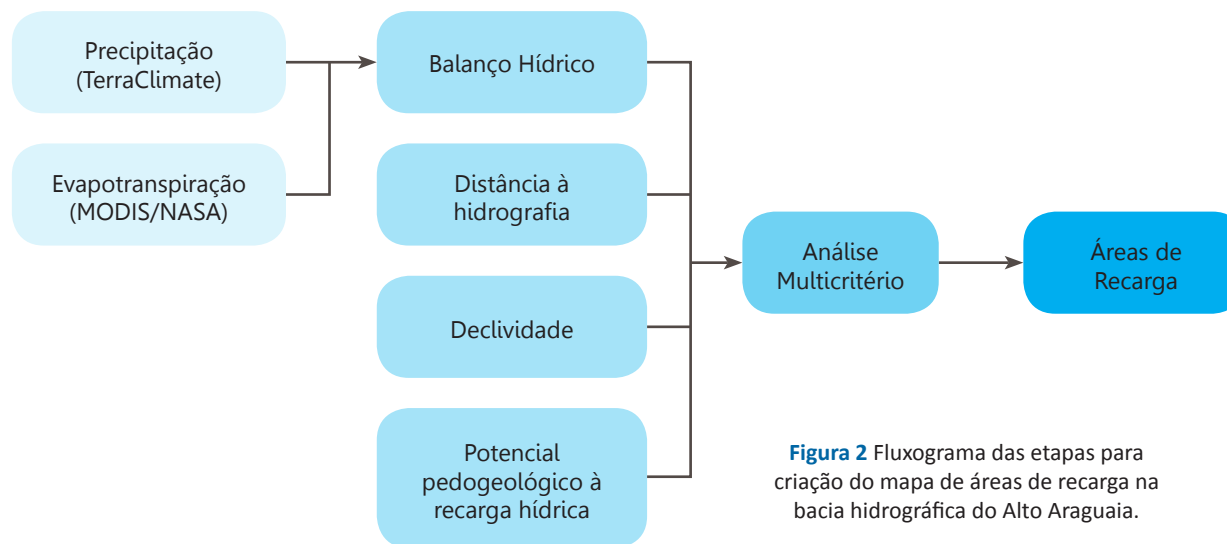 Precipitação
(TerraClimate)
Evapotranspiração
(MODIS/NASA)
Balanço Hídrico
Distância à
hidrografia
Declividade
Potencial
pedogeológico à
recarga hídrica
Análise
Multicritério
Áreas de
Recarga
Figura 2 Fluxograma das etapas para
criação do mapa de áreas de recarga na
bacia hidrográfica do Alto Araguaia.